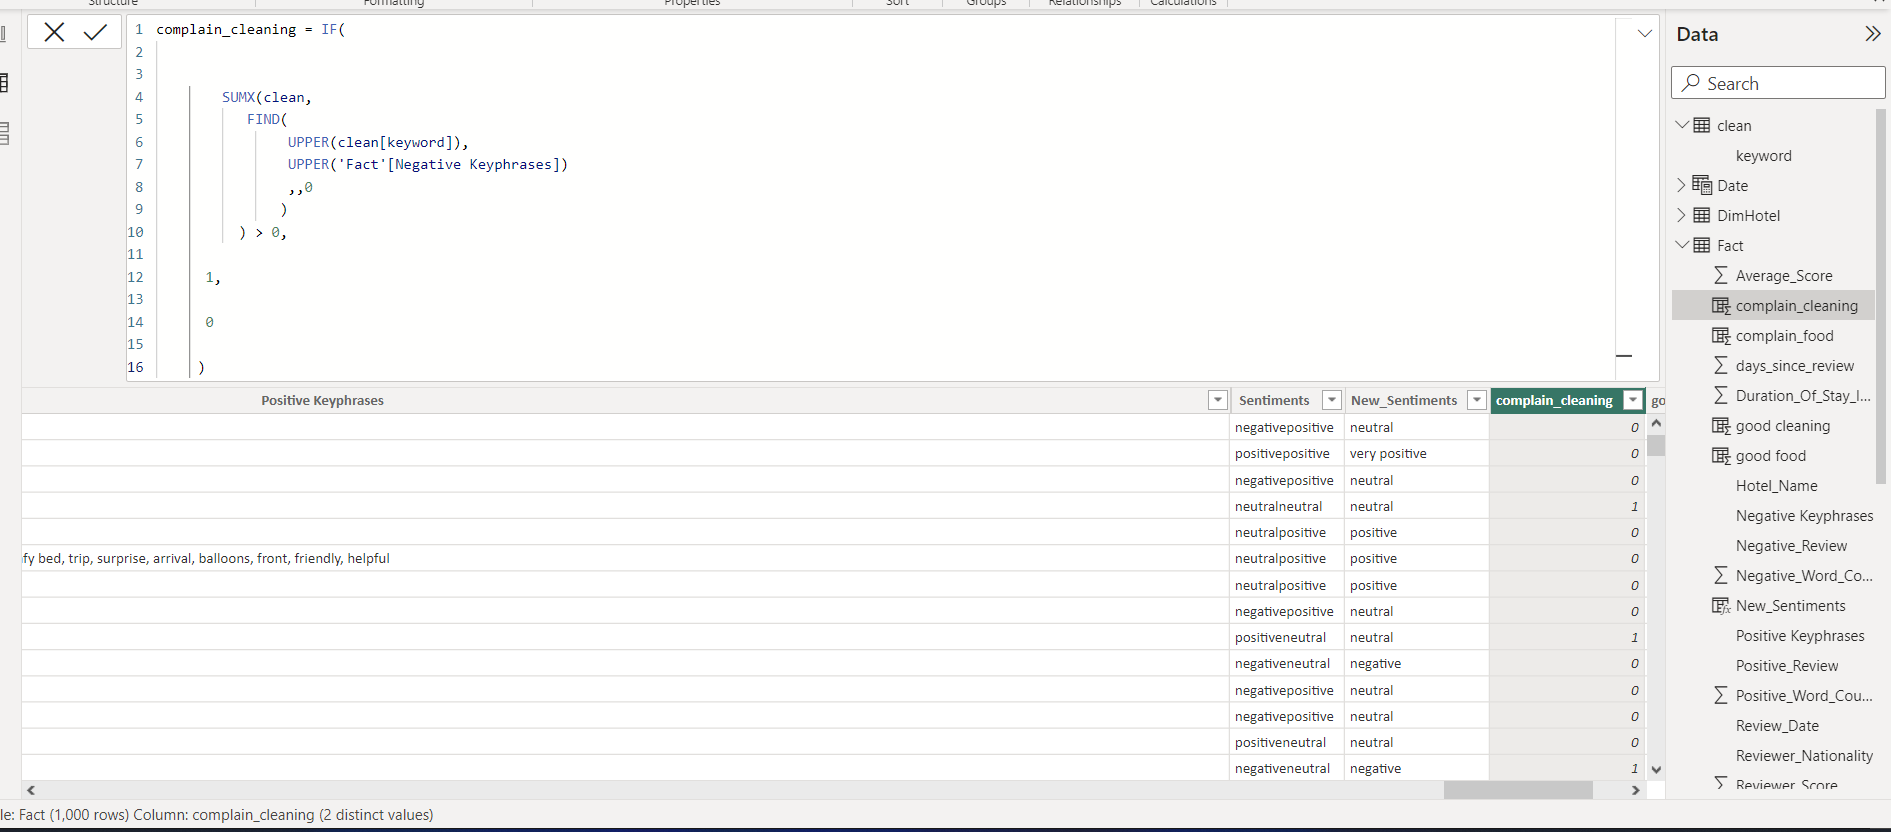 Structure Formatting Properties Sort Groups Relationships Calculations
1 complain_cleaning = IF(
2
3
4 SUMX(clean,
5 FIND(
6 UPPER(clean[keyword]),
7 UPPER('Fact'[Negative Keyphrases])
8 ,,0
9 )
10 ) > 0,
11
12 1,
13
14 0
15
16 )
Positive Keyphrases Sentiments New_Sentiments complain_cleaning go
negativepositive neutral 0
positivepositive very positive 0
negativepositive neutral 0
neutralneutral neutral 1
neutralpositive positive 0
fy bed, trip, surprise, arrival, balloons, front, friendly, helpful neutralpositive positive 0
neutralpositive positive 0
negativepositive neutral 0
positiveneutral neutral 1
negativeneutral negative 0
negativepositive neutral 0
negativepositive neutral 0
positiveneutral neutral 0
negativeneutral negative 1
le: Fact (1,000 rows) Column: complain_cleaning (2 distinct values)
Data
Search
clean
keyword
Date
DimHotel
Fact
Average_Score
complain_cleaning
complain_food
days_since_review
Duration_Of_Stay_I...
good cleaning
good food
Hotel_Name
Negative Keyphrases
Negative_Review
Negative_Word_Co...
New_Sentiments
Positive Keyphrases
Positive_Review
Positive_Word_Cou...
Review_Date
Reviewer_Nationality
Reviewer_Score